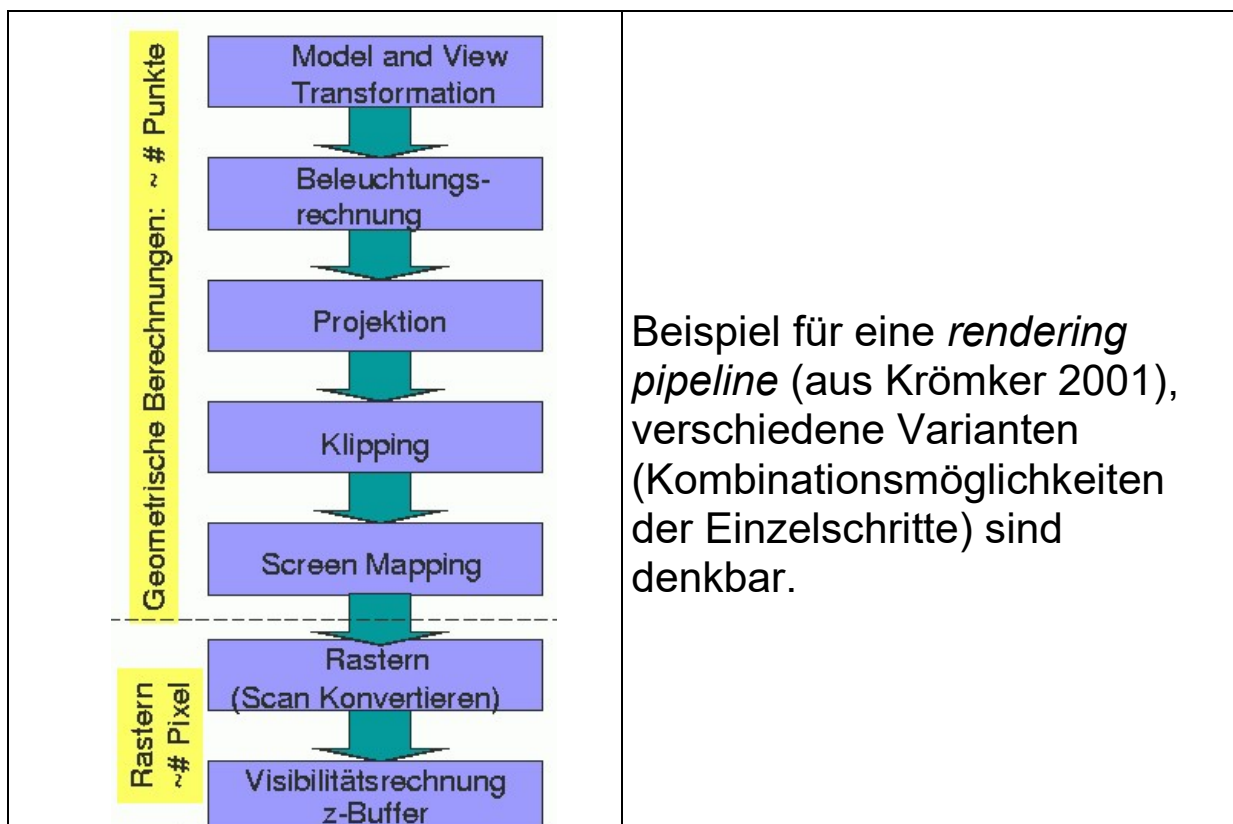 Geometrische Berechnungen: ~ # Punkte
Model and View
Transformation
Beleuchtungs-
rechnung
Projektion
Klipping
Screen Mapping
Rastern
~# Pixel
Rastern
(Scan Konvertieren)
Visibilitätsrechnung
z-Buffer
Beispiel für eine rendering
pipeline (aus Krömker 2001),
verschiedene Varianten
(Kombinationsmöglichkeiten
der Einzelschritte) sind
denkbar.